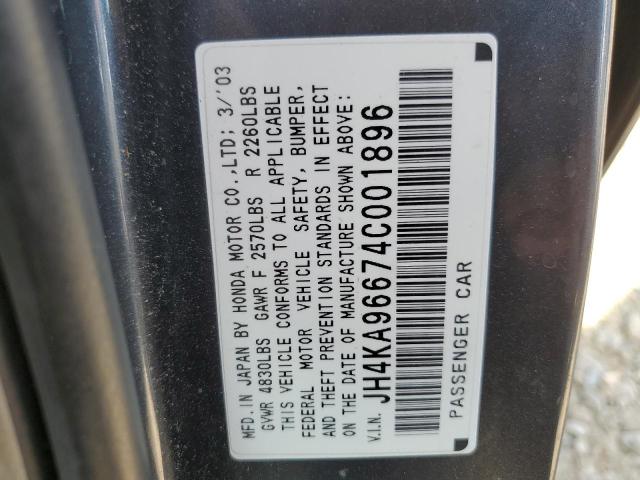 MFD.IN JAPAN BY HONDA MOTOR CO.,LTD; 3/'03
GVWR 4830LBS GAWR F 2570LBS R 2260LBS
THIS VEHICLE CONFORMS TO ALL APPLICABLE
FEDERAL MOTOR VEHICLE SAFETY, BUMPER,
AND THEFT PREVENTION STANDARDS IN EFFECT
ON THE DATE OF MANUFACTURE SHOWN ABOVE:
V.I.N. JH4KA96674C001896
PASSENGER CAR